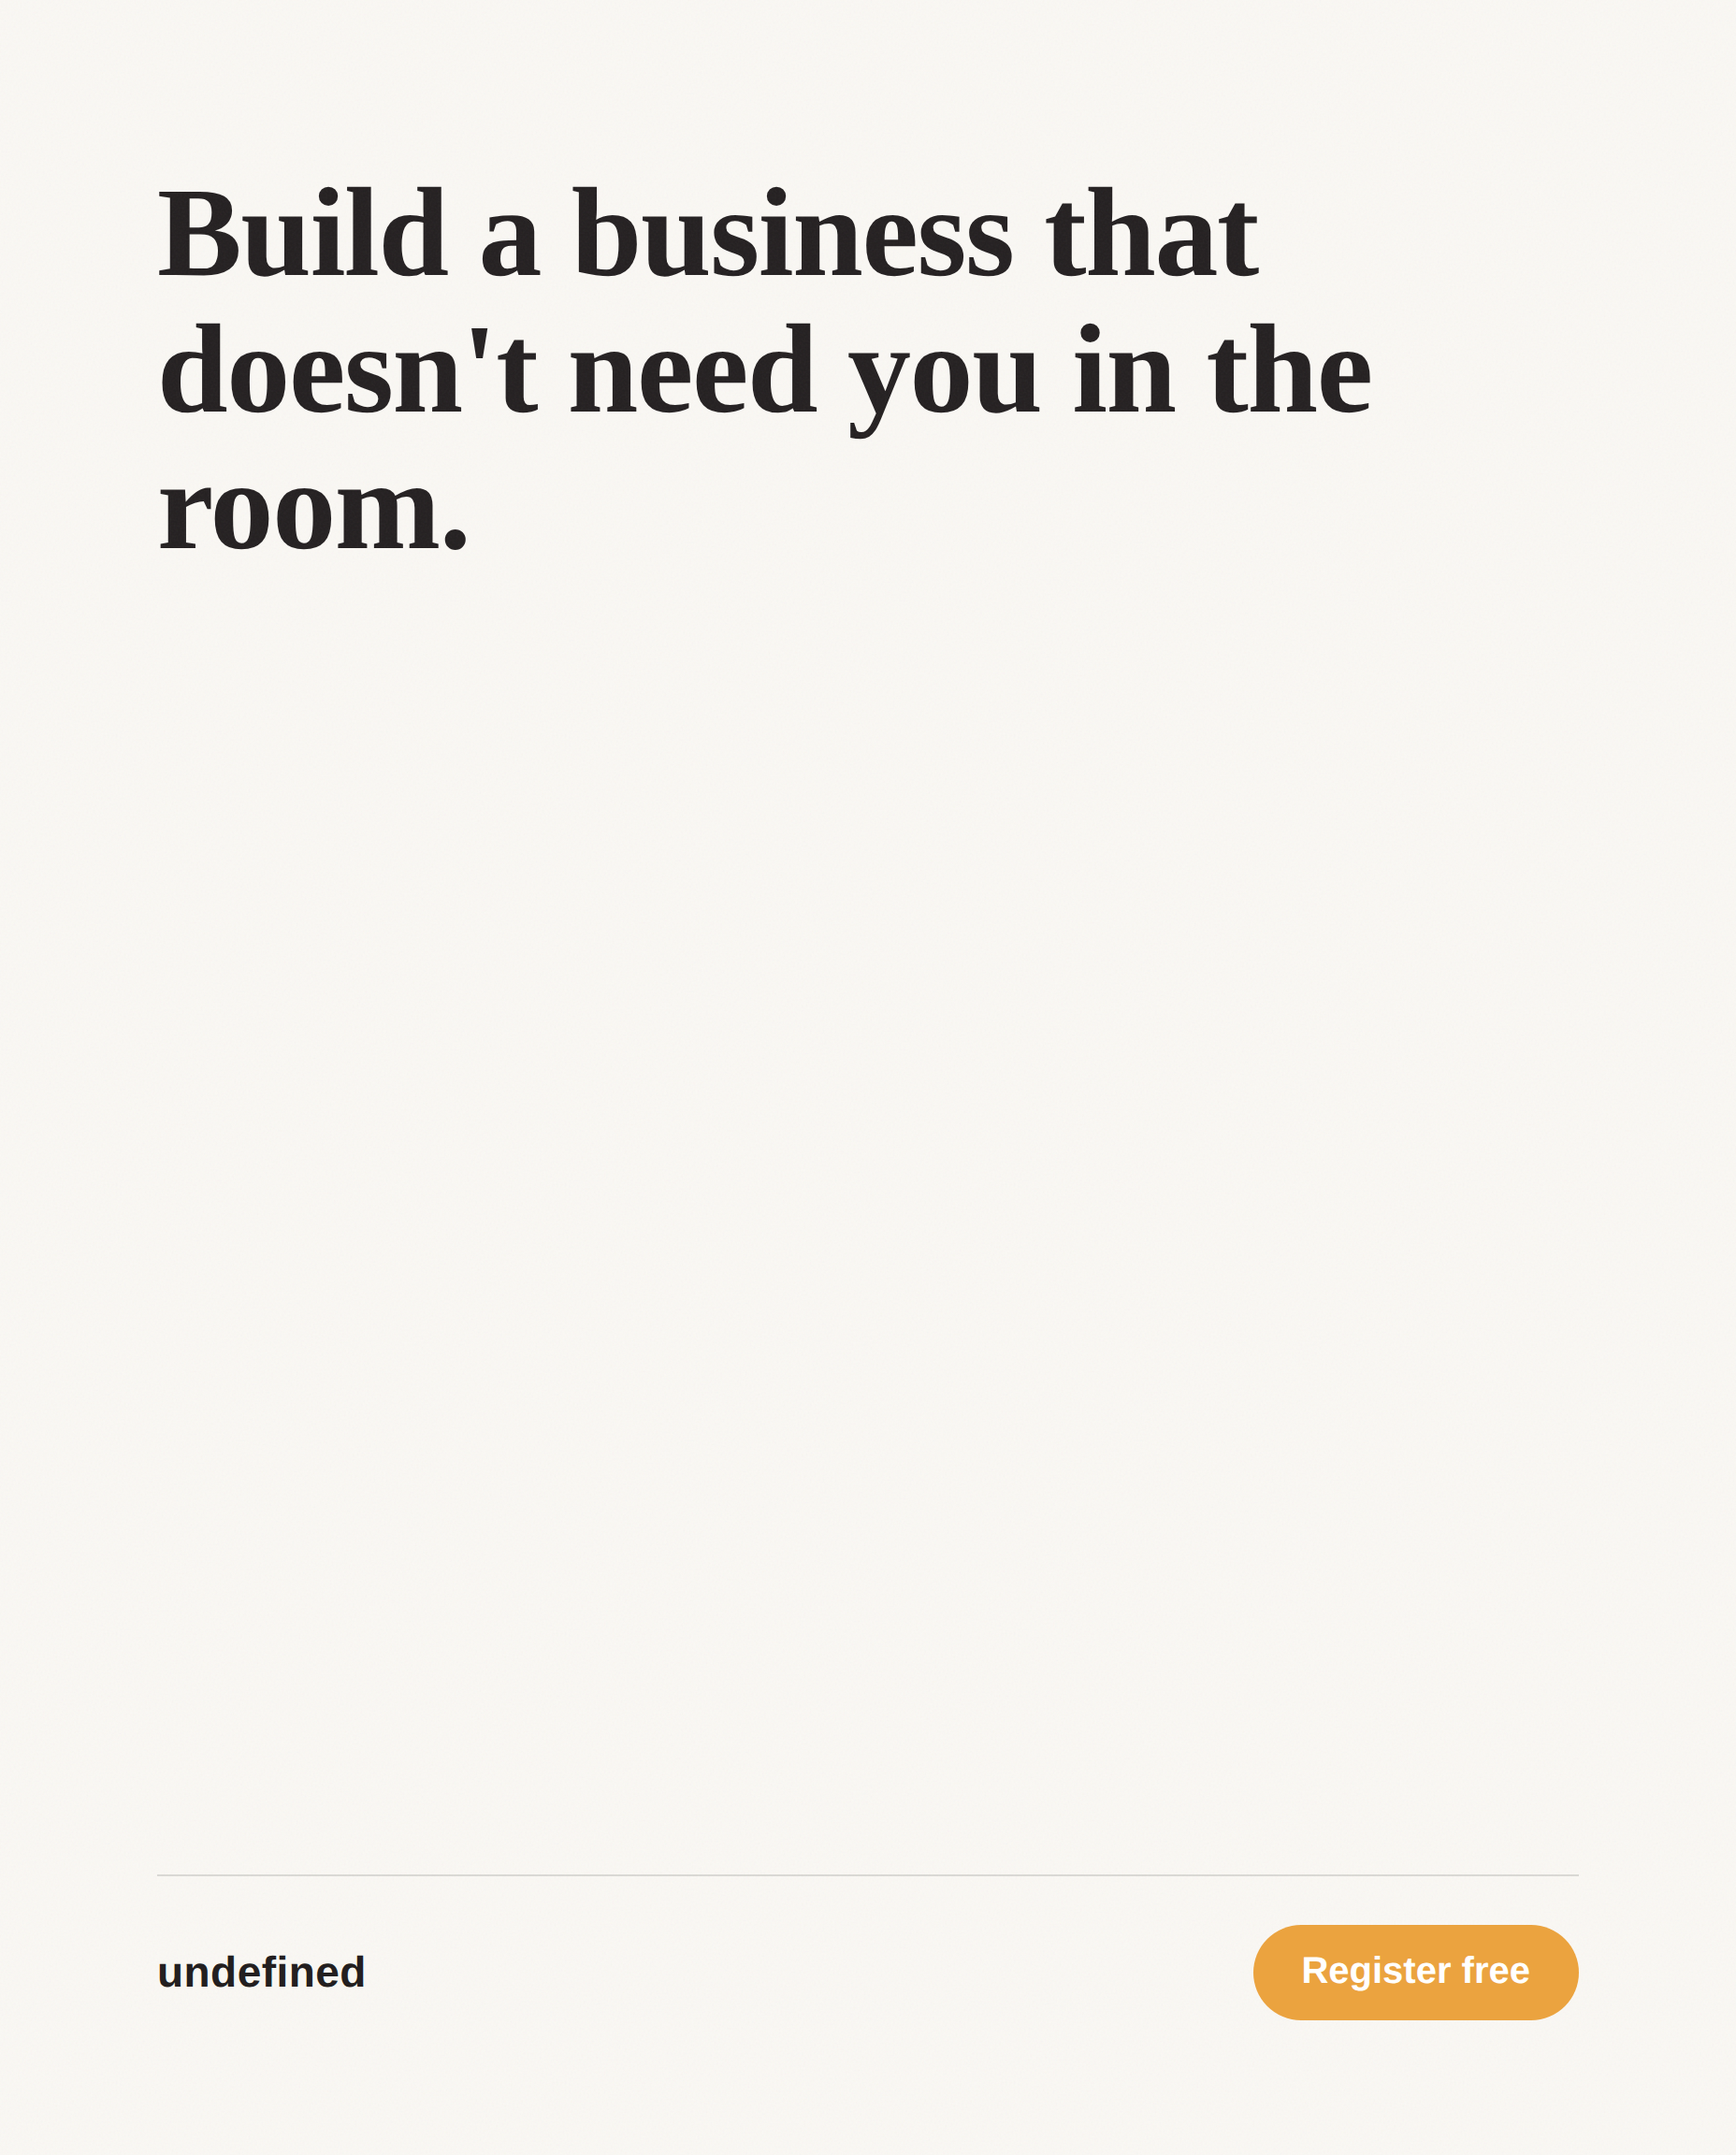 Build a business that
doesn't need you in the
room.
undefined
Register free